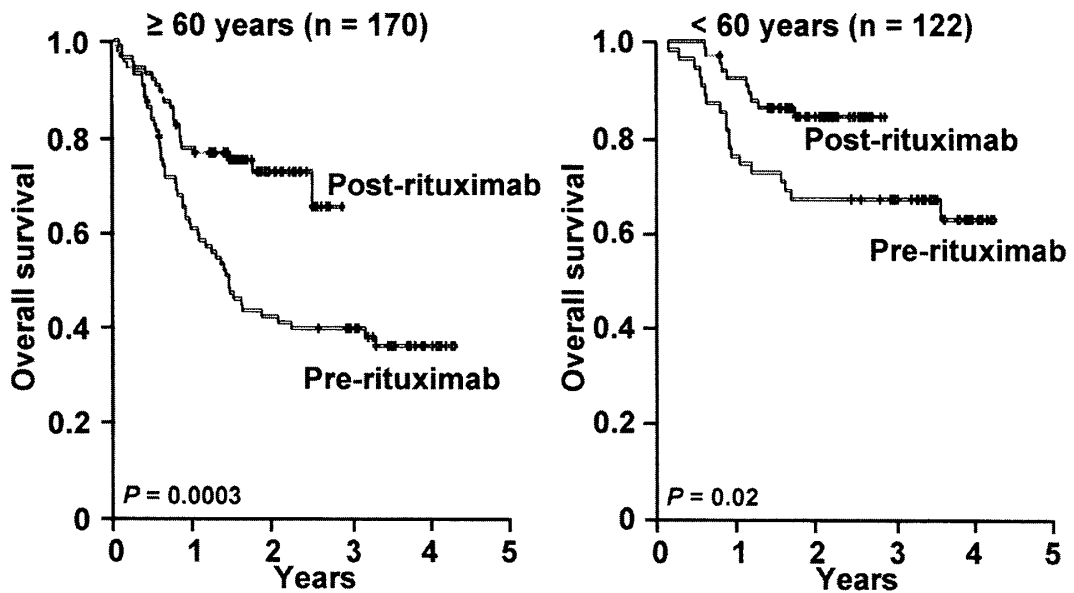 ≥ 60 years (n = 170)
1.0
0.8
0.6
0.4
0.2
0
Overall survival
Post-rituximab
Pre-rituximab
P = 0.0003
0 1 2 3 4 5
Years
< 60 years (n = 122)
1.0
0.8
0.6
0.4
0.2
0
Overall survival
Post-rituximab
Pre-rituximab
P = 0.02
0 1 2 3 4 5
Years